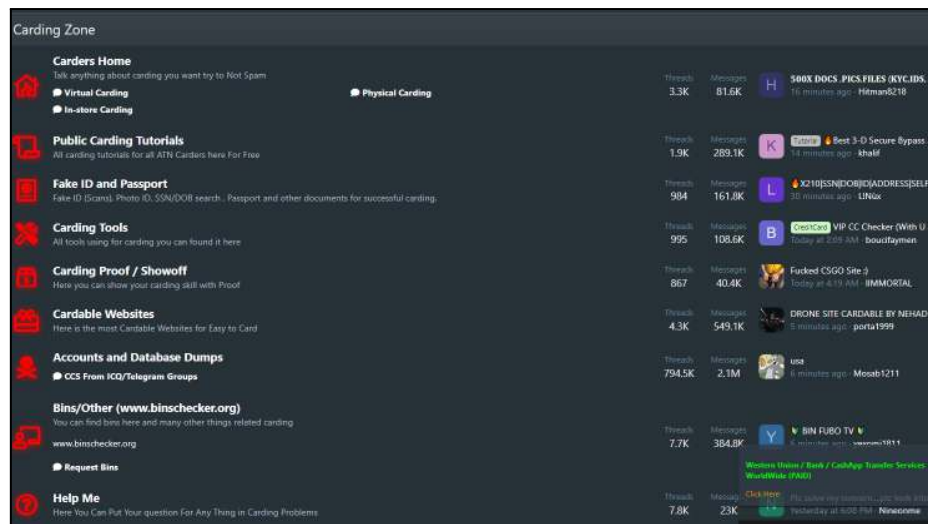 Carding Zone
Carders Home
Talk anything about carding you want try to Not Spam
Virtual Carding
Physical Carding
In-store Carding
Threads
3.3K
Messages
81.6K
H
500X DOCS .PICS.FILES (KYC.IDS,
16 minutes ago · Hitman8218
Public Carding Tutorials
All carding tutorials for all ATN Carders here For Free
Threads
1.9K
Messages
289.1K
K
Tutorial Best 3-D Secure Bypass
14 minutes ago · khalif
Fake ID and Passport
Fake ID (Scans). Photo ID. SSN/DOB search . Passport and other documents for successful carding.
Threads
984
Messages
161.8K
L
X210|SSN|DOB|ID|ADDRESS|SELF
30 minutes ago · L!Nûx
Carding Tools
All tools using for carding you can found it here
Threads
995
Messages
108.6K
B
CreditCard VIP CC Checker (With U
Today at 2:09 AM · boucifaymen
Carding Proof / Showoff
Here you can show your carding skill with Proof
Threads
867
Messages
40.4K
Fucked CSGO Site :)
Today at 4:19 AM · IIMMORTAL
Cardable Websites
Here is the most Cardable Websites for Easy to Card
Threads
4.3K
Messages
549.1K
DRONE SITE CARDABLE BY NEHAD
5 minutes ago · porta1999
Accounts and Database Dumps
CCS From ICQ/Telegram Groups
Threads
794.5K
Messages
2.1M
usa
6 minutes ago · Mosab1211
Bins/Other (www.binschecker.org)
You can find bins here and many other things related carding
www.binschecker.org
Request Bins
Threads
7.7K
Messages
384.8K
Y
BIN FUBO TV
6 minutes ago
Western Union / Bank / CashApp Transfer Services
WorldWide (PAID)
Click Here
Help Me
Here You Can Put Your question For Any Thing in Carding Problems
Threads
7.8K
23K
N
Yesterday at 6:08 PM · Nineonme